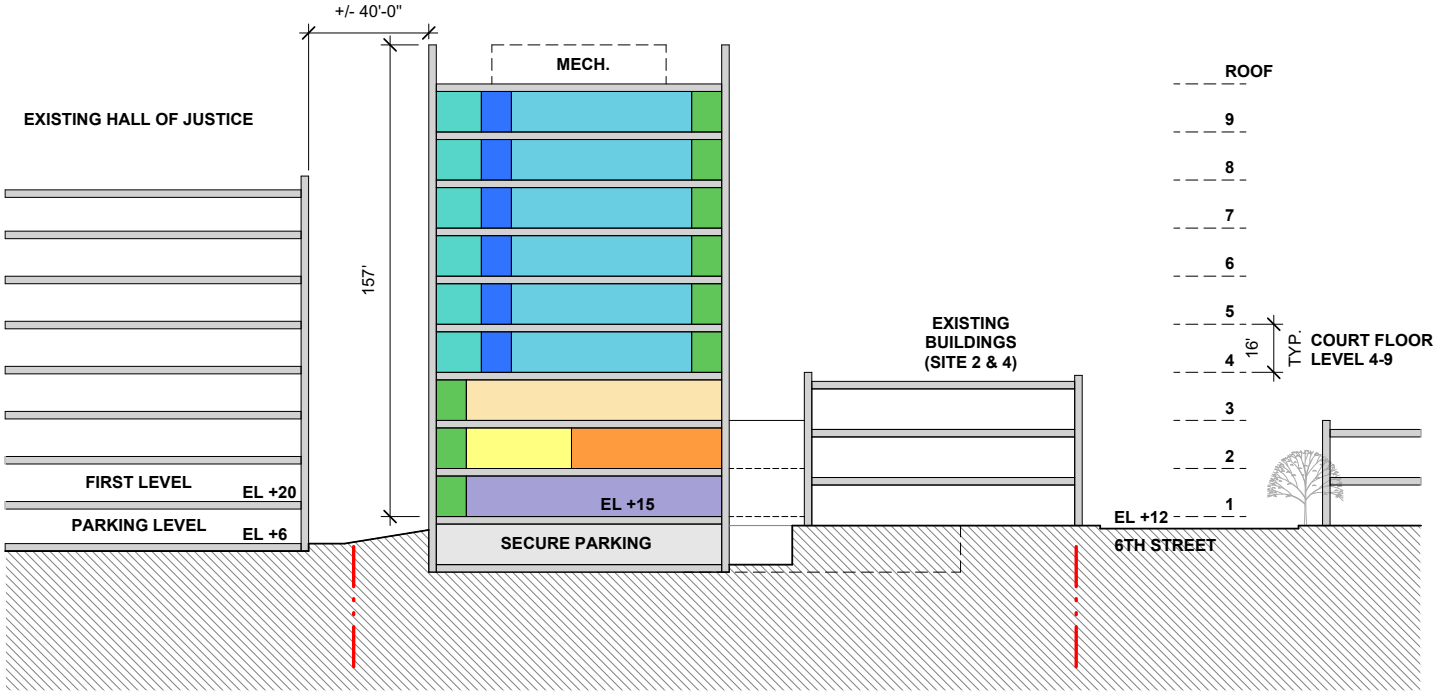 +/- 40'-0"
MECH.
ROOF
EXISTING HALL OF JUSTICE
9
8
7
6
157'
5
EXISTING
BUILDINGS
(SITE 2 & 4)
16'
TYP.
COURT FLOOR
LEVEL 4-9
4
3
2
FIRST LEVEL
EL +20
EL +15
1
PARKING LEVEL
EL +6
SECURE PARKING
EL +12
6TH STREET